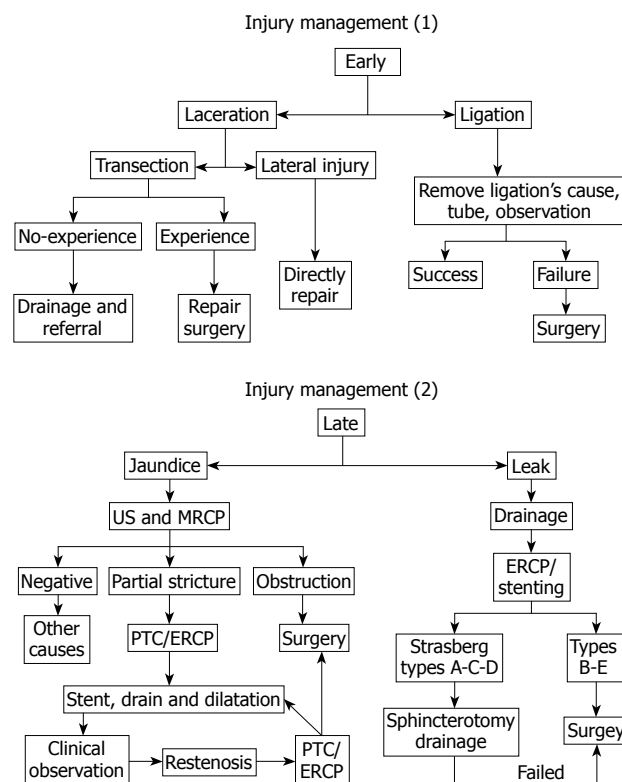 Injury management (1)
Early
Laceration
Ligation
Transection
Lateral injury
Remove ligation's cause,
tube, observation
No-experience
Experience
Directly
repair
Success
Failure
Drainage and
referral
Repair
surgery
Surgery
Injury management (2)
Late
Jaundice
Leak
US and MRCP
Drainage
Negative
Partial stricture
Obstruction
ERCP/
stenting
Other
causes
PTC/ERCP
Surgery
Strasberg
types A-C-D
Types
B-E
Stent, drain and dilatation
Sphincterotomy
drainage
Surgey
Clinical
observation
Restenosis
PTC/
ERCP
Failed